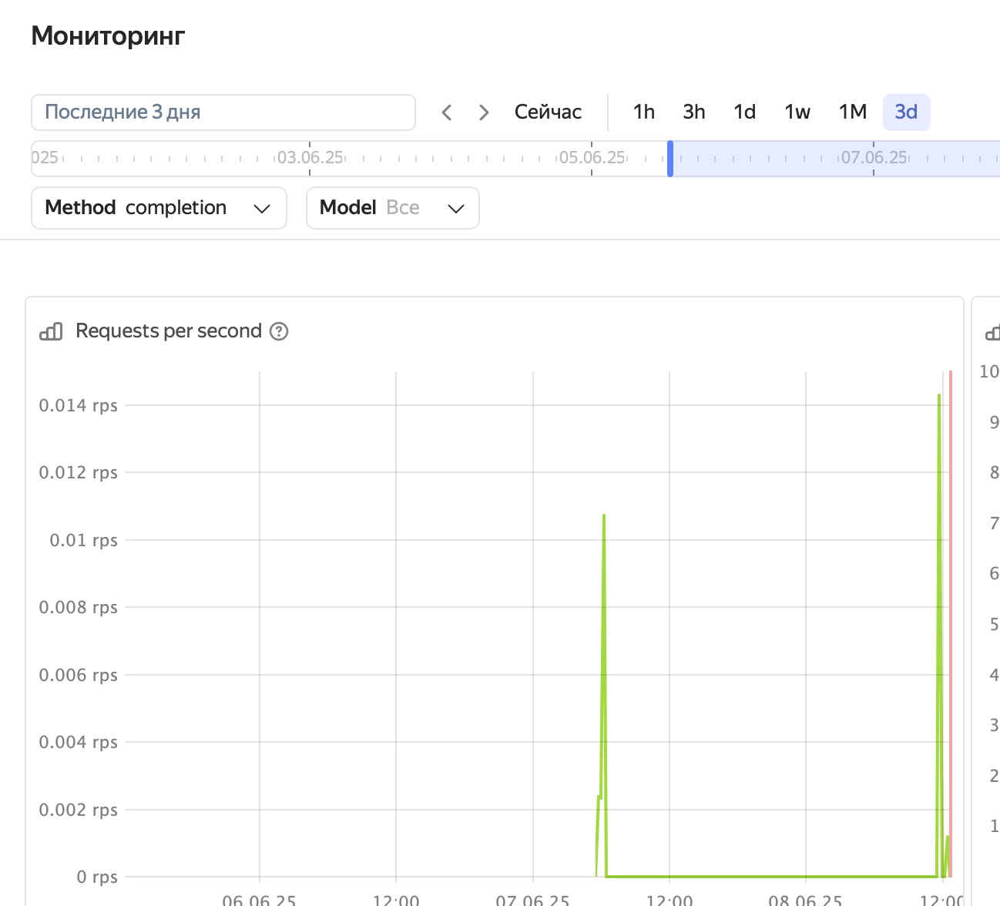 Мониторинг
Последние 3 дня
Сейчас
1h 3h 1d 1w 1M 3d
025 03.06.25 05.06.25 07.06.25
Method completion
Model Все
Requests per second ?
0.014 rps
0.012 rps
0.01 rps
0.008 rps
0.006 rps
0.004 rps
0.002 rps
0 rps
06.06.25 12:00 07.06.25 12:00 08.06.25 12:00
10
9
8
7
6
5
4
3
2
1